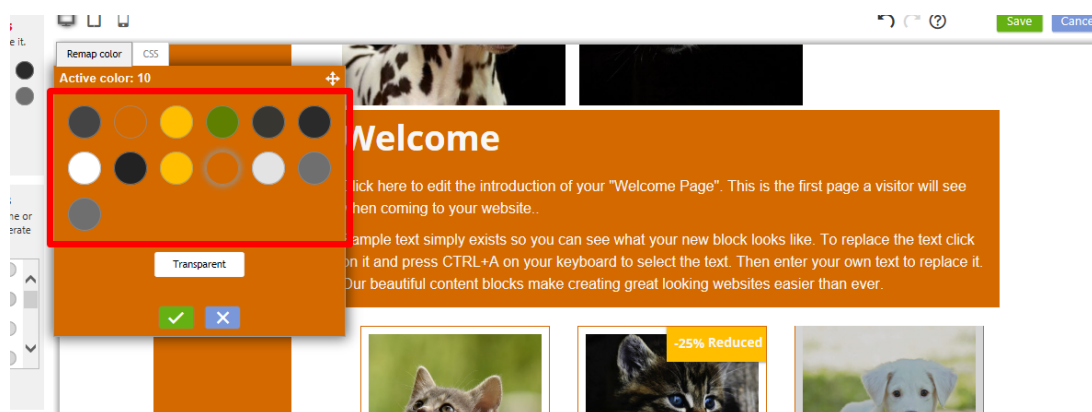 e it.
Save
Cance
Remap color
CSS
Active color: 10
Welcome
lick here to edit the introduction of your "Welcome Page". This is the first page a visitor will see
hen coming to your website..
ample text simply exists so you can see what your new block looks like. To replace the text click
on it and press CTRL+A on your keyboard to select the text. Then enter your own text to replace it.
Our beautiful content blocks make creating great looking websites easier than ever.
ne or
erate
Transparent
-25% Reduced